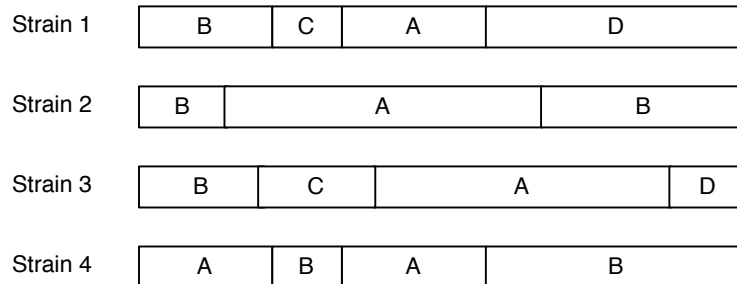 Strain 1 B C A D
Strain 2 B A B
Strain 3 B C A D
Strain 4 A B A B